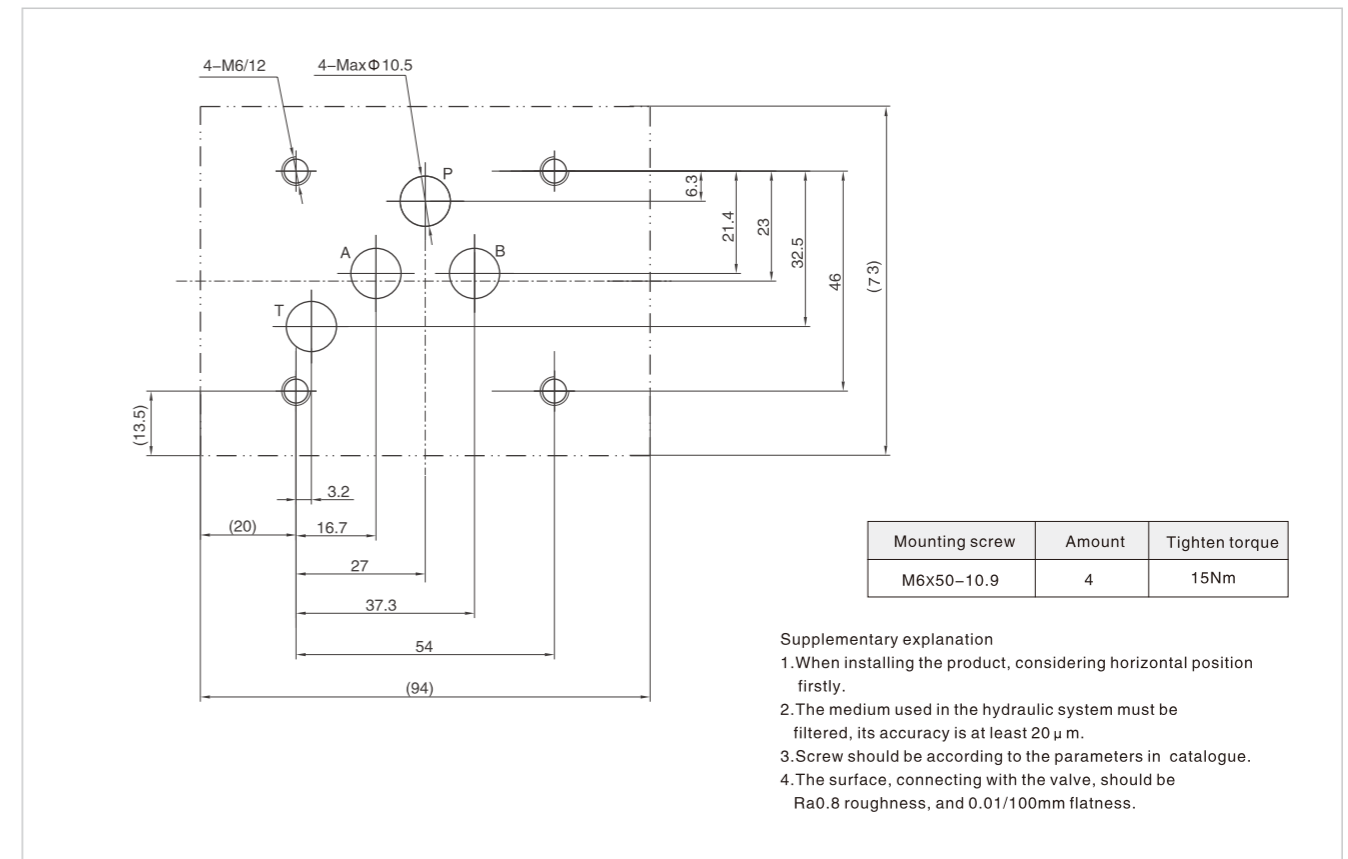 4–M6/12
4–MaxΦ10.5
P
6.3
A
B
21.4
23
32.5
46
(73)
T
(13.5)
3.2
(20)
16.7
27
37.3
54
(94)
Mounting screw Amount Tighten torque
M6X50–10.9 4 15Nm
Supplementary explanation
1.When installing the product, considering horizontal position
firstly.
2.The medium used in the hydraulic system must be
filtered, its accuracy is at least 20 μ m.
3.Screw should be according to the parameters in catalogue.
4.The surface, connecting with the valve, should be
Ra0.8 roughness, and 0.01/100mm flatness.